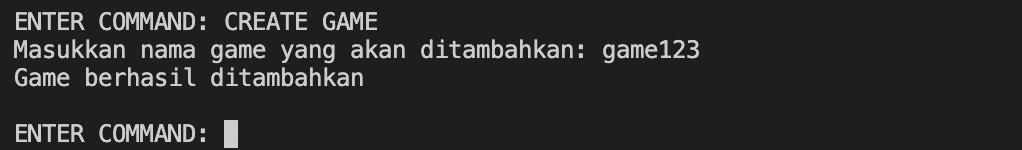 ENTER COMMAND: CREATE GAME
Masukkan nama game yang akan ditambahkan: game123
Game berhasil ditambahkan
ENTER COMMAND: